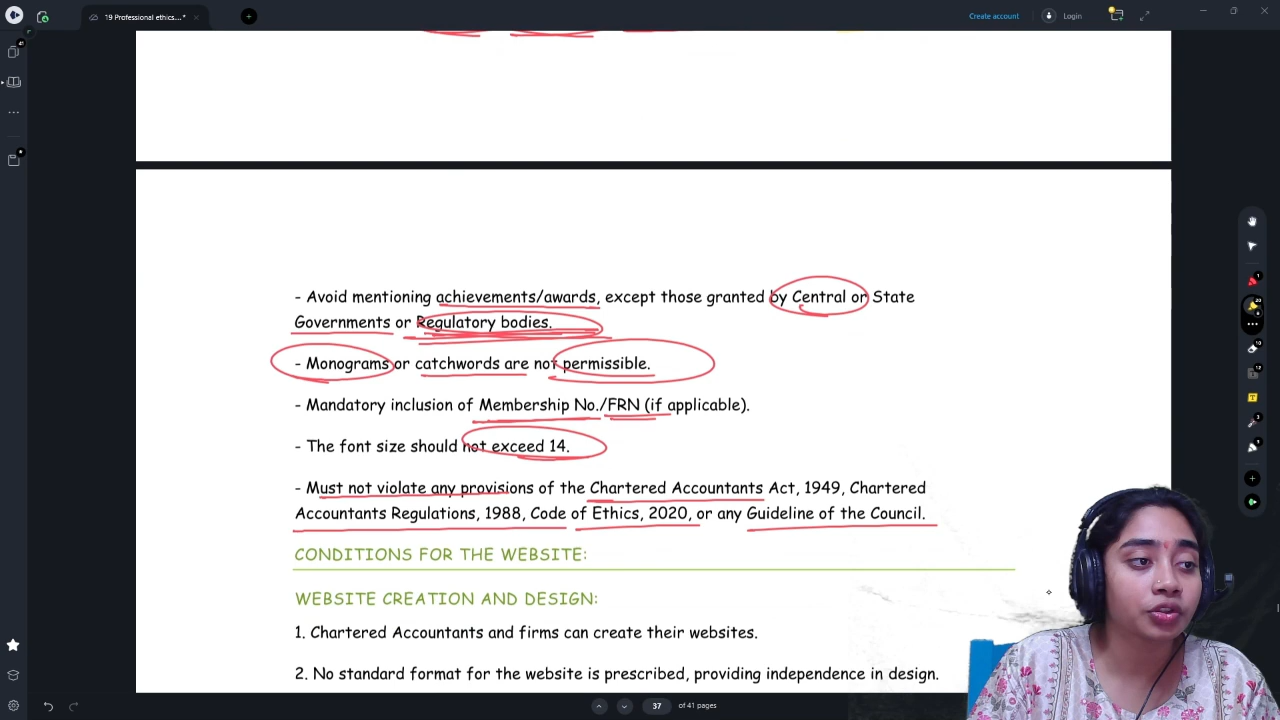 19 Professional ethics....*
Create account
Login
- Avoid mentioning achievements/awards, except those granted by Central or State
Governments or Regulatory bodies.
- Monograms or catchwords are not permissible.
- Mandatory inclusion of Membership No./FRN (if applicable).
- The font size should not exceed 14.
- Must not violate any provisions of the Chartered Accountants Act, 1949, Chartered
Accountants Regulations, 1988, Code of Ethics, 2020, or any Guideline of the Council.
CONDITIONS FOR THE WEBSITE:
WEBSITE CREATION AND DESIGN:
1. Chartered Accountants and firms can create their websites.
2. No standard format for the website is prescribed, providing independence in design.
37 of 41 pages